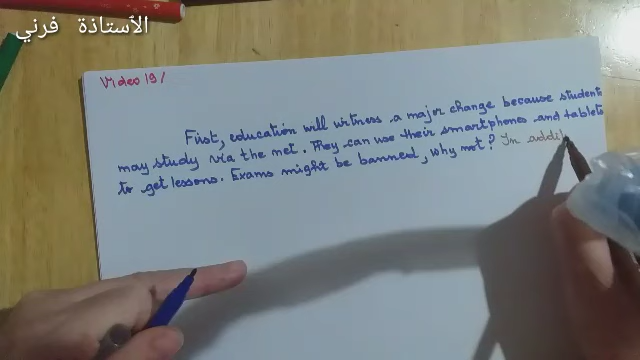 الأستاذة فرني
Video 19/
First, education will witness a major change because students
may study via the net. They can use their smartphones and tablets
to get lessons. Exams might be banned, why not? In addi